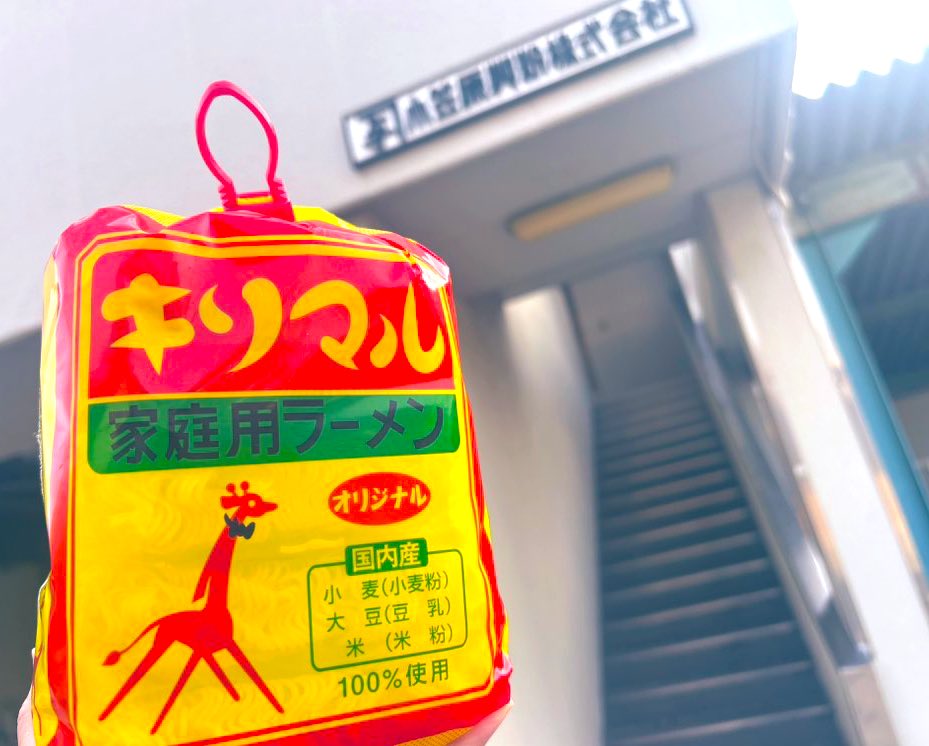 小笠原製粉株式会社
キリマル
家庭用ラーメン
オリジナル
国内産
小　麦(小麦粉)
大　豆(豆　乳)
米　(米　粉)
100%使用